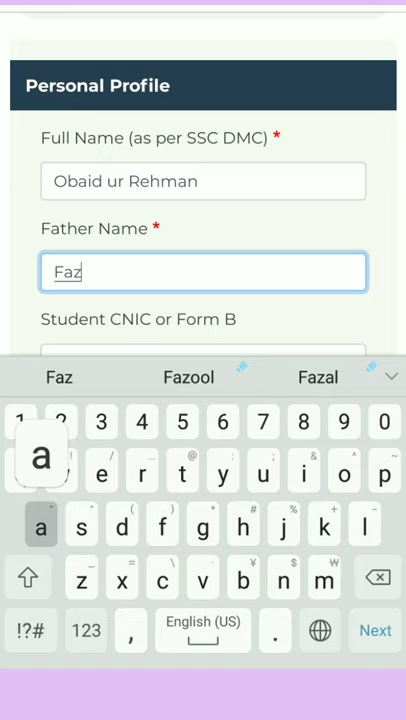 Personal Profile
Full Name (as per SSC DMC) *
Obaid ur Rehman
Father Name *
Faz
Student CNIC or Form B
Faz Fazool Fazal
1 2 3 4 5 6 7 8 9 0
a e r t y u i o p
a s d f g h j k l
z x c v b n m
!?# 123 , English (US) . Next